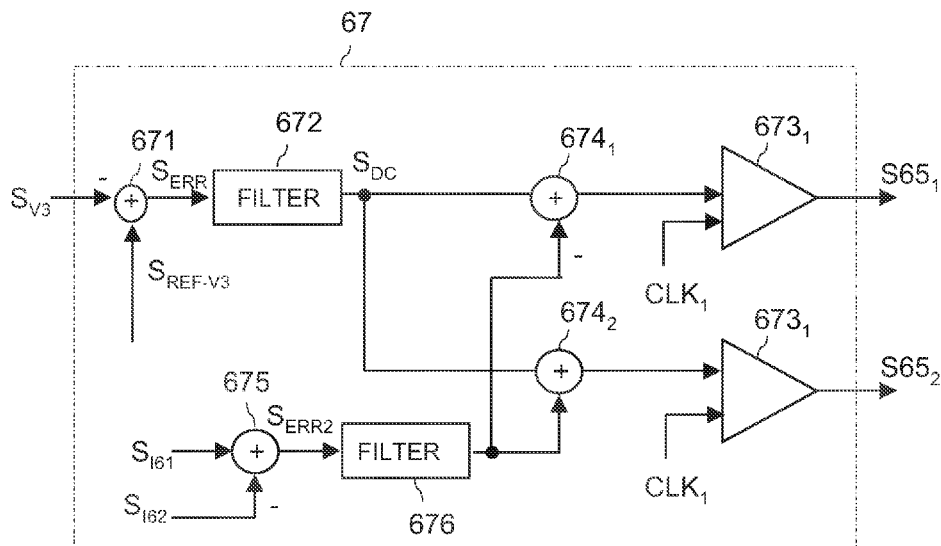 67
671
672
674₁
673₁
S_ERR
S_DC
S65₁
-
S_V3
+
FILTER
+
S_REF-V3
-
CLK₁
674₂
673₁
S65₂
675
+
S_ERR2
S_I61
+
FILTER
S_I62
-
676
CLK₁